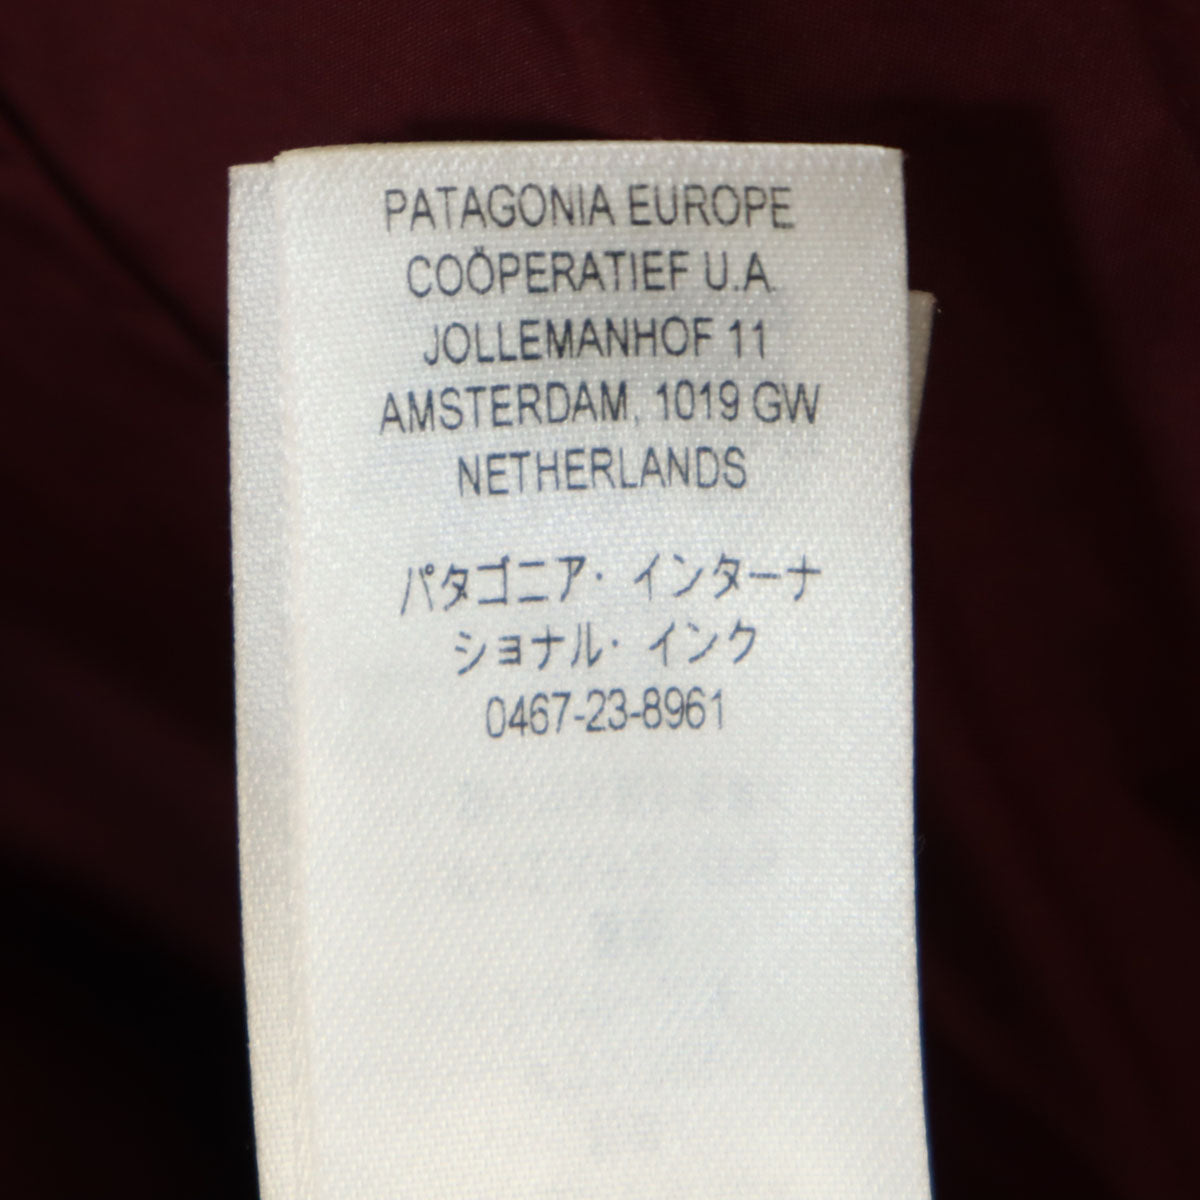 PATAGONIA EUROPE
COÖPERATIEF U.A.
JOLLEMANHOF 11
AMSTERDAM, 1019 GW
NETHERLANDS
パタゴニア・インターナ
ショナル・インク
0467-23-8961